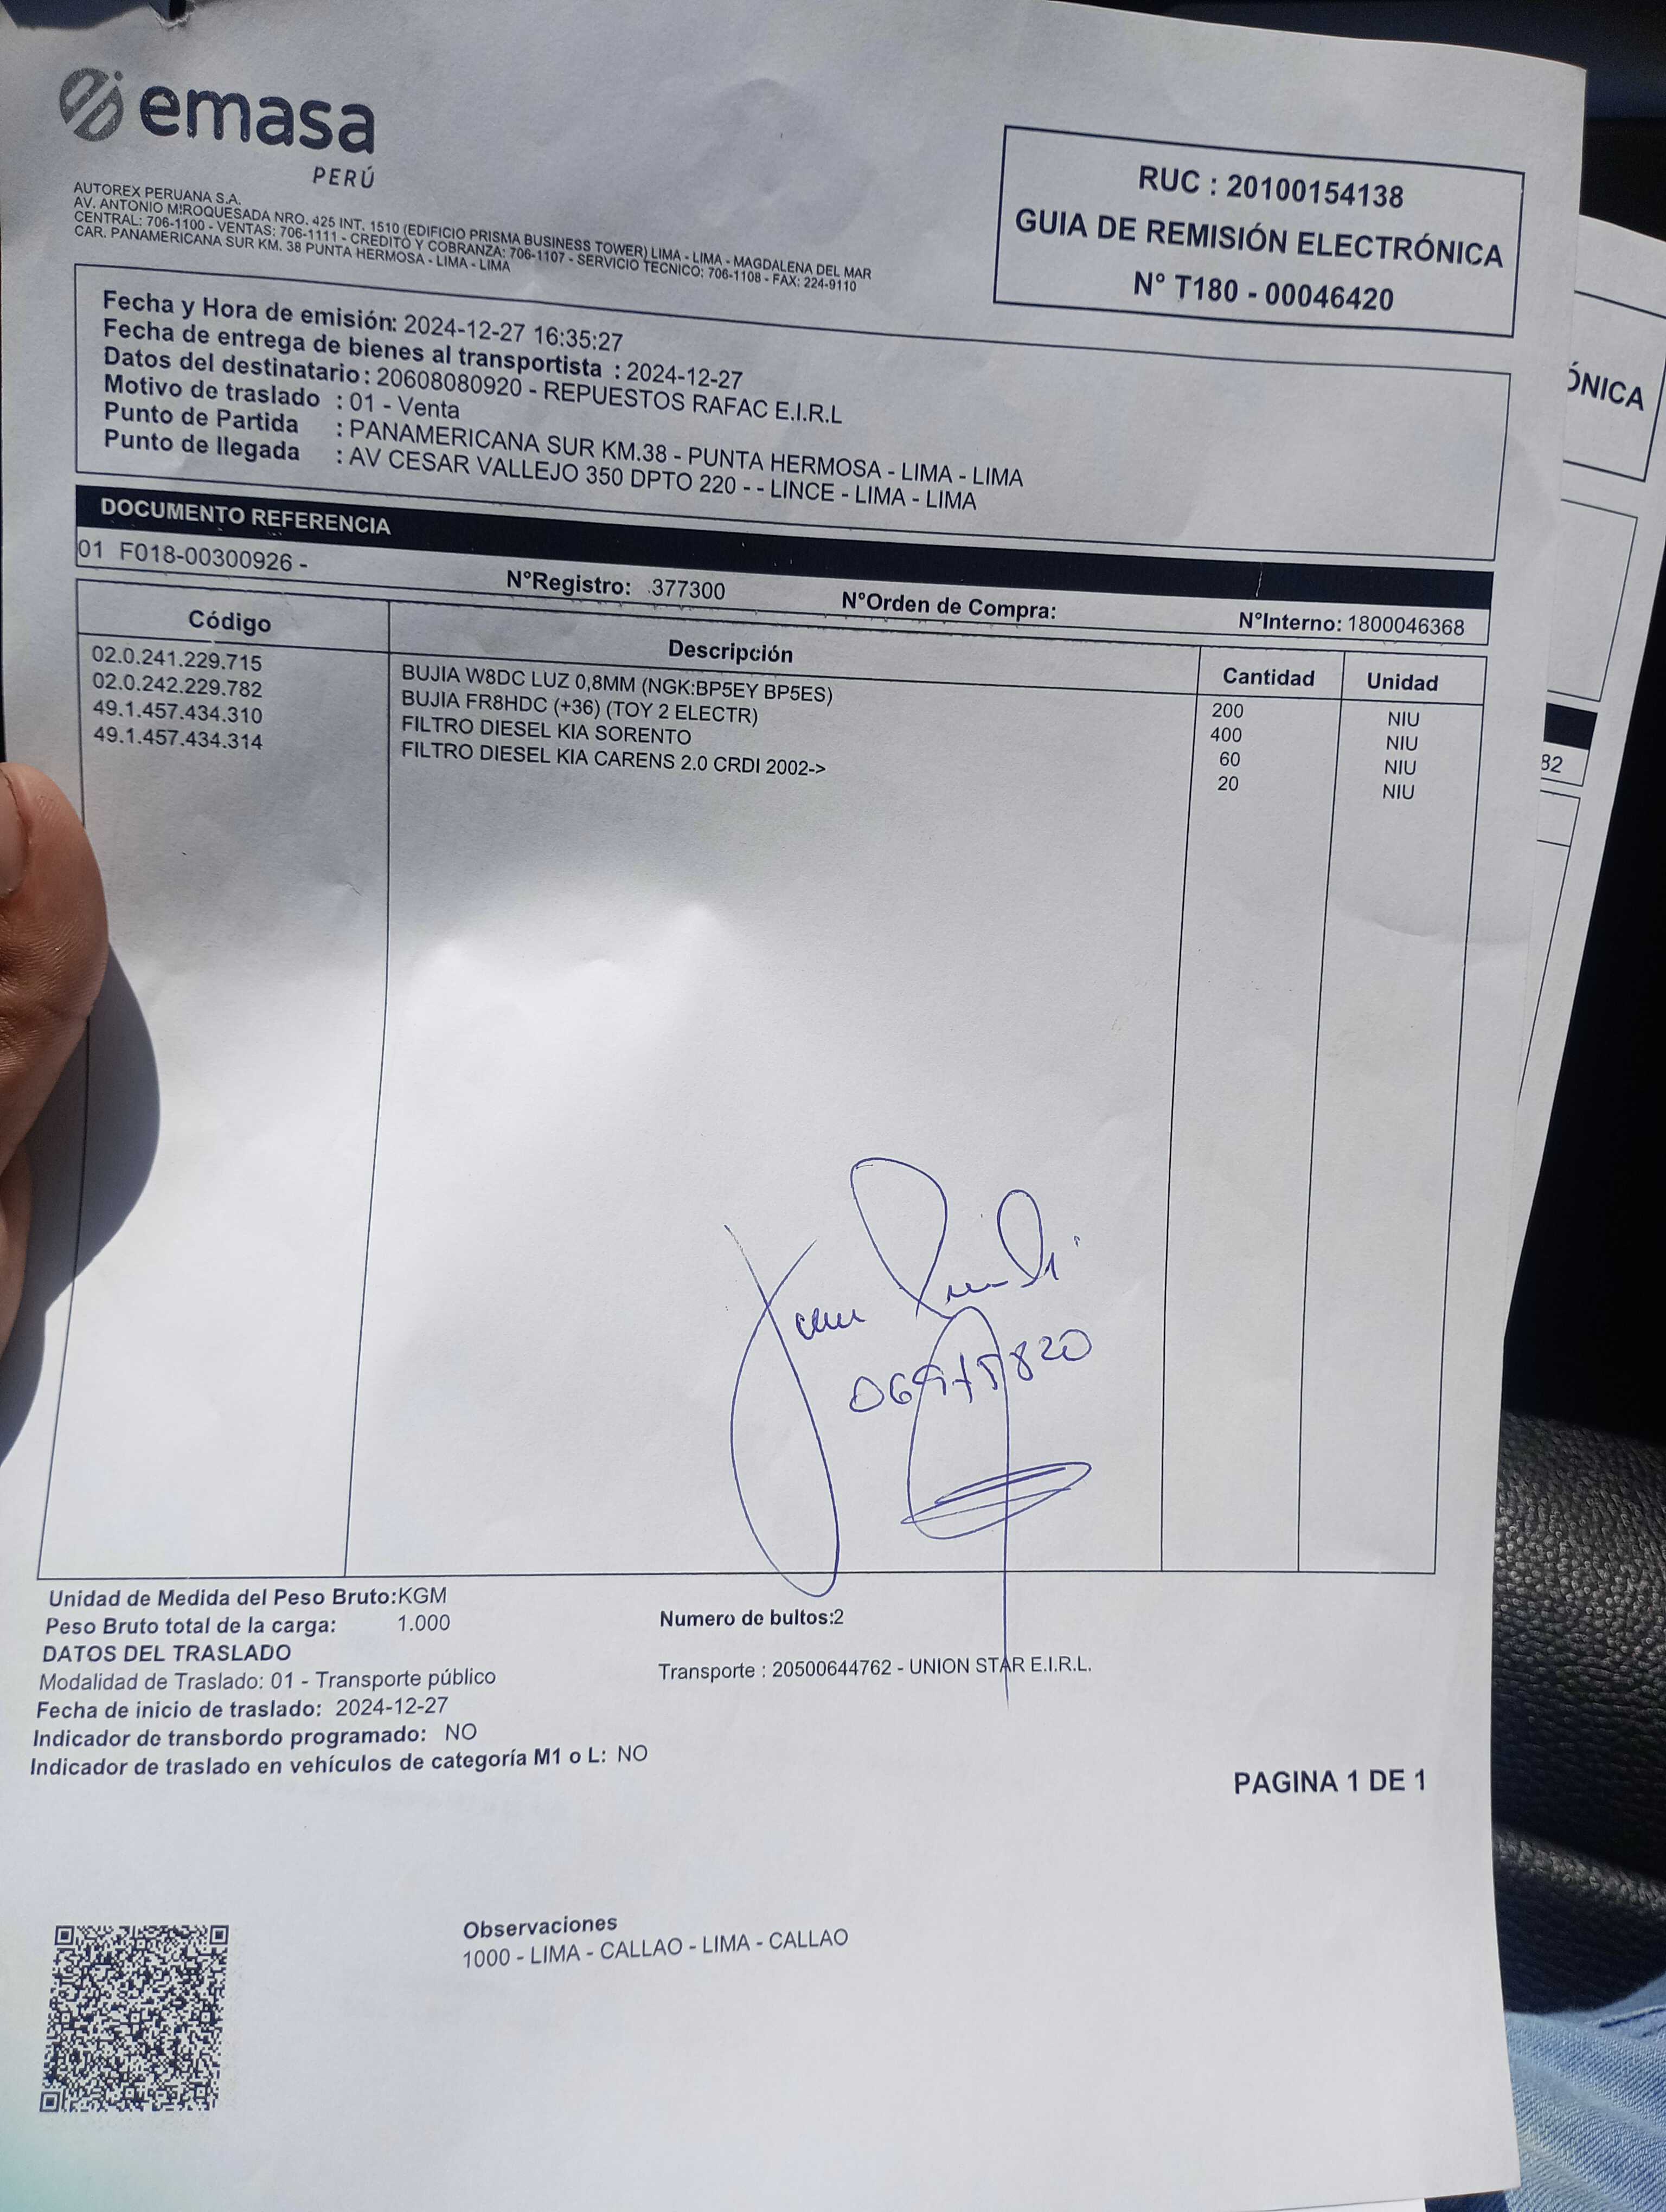 emasa
PERÚ
AUTOREX PERUANA S.A.
AV. ANTONIO MIROQUESADA NRO. 425 INT. 1510 (EDIFICIO PRISMA BUSINESS TOWER) LIMA - LIMA - MAGDALENA DEL MAR
CENTRAL: 706-1100 - VENTAS: 706-1111 - CREDITO Y COBRANZA: 706-1107 - SERVICIO TECNICO: 706-1108 - FAX: 224-9110
CAR. PANAMERICANA SUR KM. 38 PUNTA HERMOSA - LIMA - LIMA
RUC : 20100154138
GUIA DE REMISIÓN ELECTRÓNICA
N° T180 - 00046420
Fecha y Hora de emisión: 2024-12-27 16:35:27
Fecha de entrega de bienes al transportista : 2024-12-27
Datos del destinatario : 20608080920 - REPUESTOS RAFAC E.I.R.L
Motivo de traslado : 01 - Venta
Punto de Partida : PANAMERICANA SUR KM.38 - PUNTA HERMOSA - LIMA - LIMA
Punto de llegada : AV CESAR VALLEJO 350 DPTO 220 - - LINCE - LIMA - LIMA
DOCUMENTO REFERENCIA
01 F018-00300926 - N°Registro: 377300 N°Orden de Compra: N°Interno: 1800046368
Código Descripción Cantidad Unidad
02.0.241.229.715 BUJIA W8DC LUZ 0,8MM (NGK:BP5EY BP5ES) 200 NIU
02.0.242.229.782 BUJIA FR8HDC (+36) (TOY 2 ELECTR) 400 NIU
49.1.457.434.310 FILTRO DIESEL KIA SORENTO 60 NIU
49.1.457.434.314 FILTRO DIESEL KIA CARENS 2.0 CRDI 2002-> 20 NIU
Unidad de Medida del Peso Bruto:KGM
Peso Bruto total de la carga: 1.000 Numero de bultos:2
DATOS DEL TRASLADO
Modalidad de Traslado: 01 - Transporte público Transporte : 20500644762 - UNION STAR E.I.R.L.
Fecha de inicio de traslado: 2024-12-27
Indicador de transbordo programado: NO
Indicador de traslado en vehículos de categoría M1 o L: NO
PAGINA 1 DE 1
Observaciones
1000 - LIMA - CALLAO - LIMA - CALLAO
ÓNICA
82